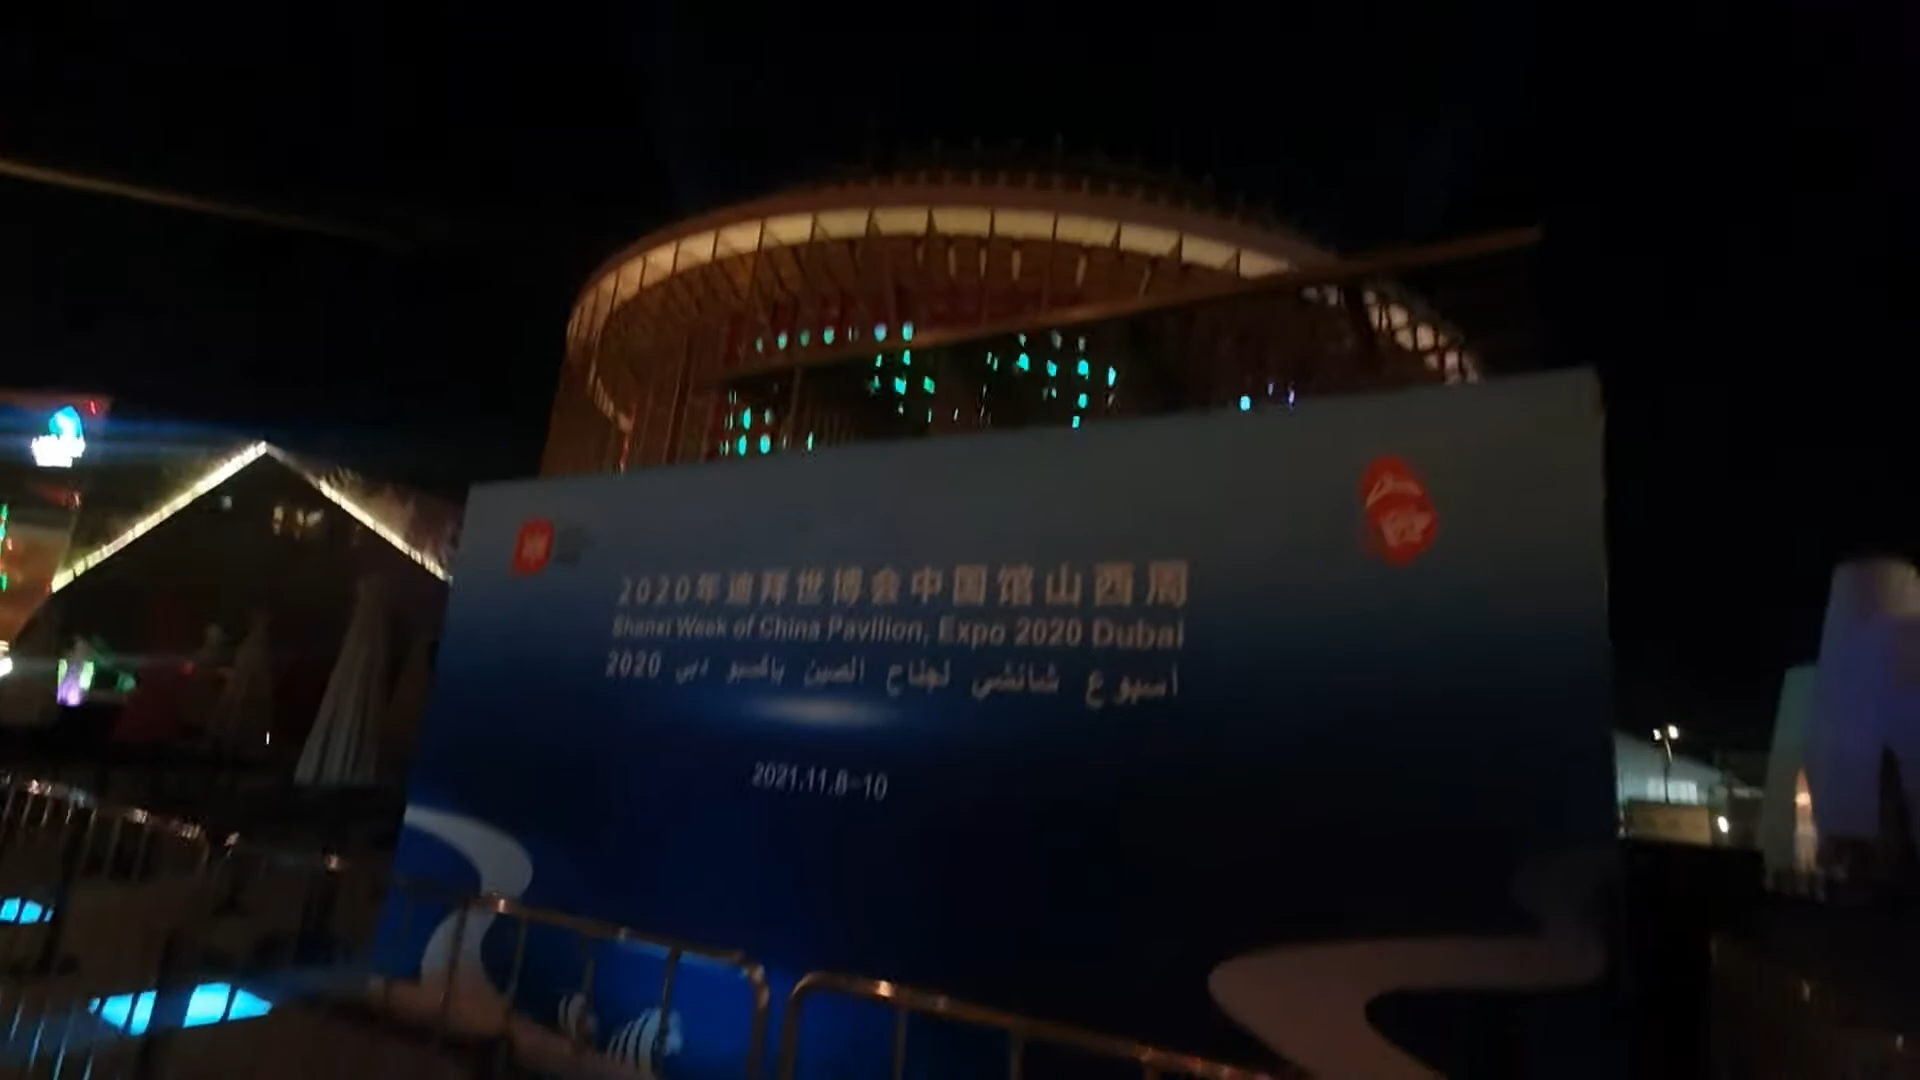 2020年迪拜世博会中国馆山西周
Shanxi Week of China Pavilion, Expo 2020 Dubai
أسبوع شانشي لجناح الصين بإكسبو دبي 2020
2021.11.8-10